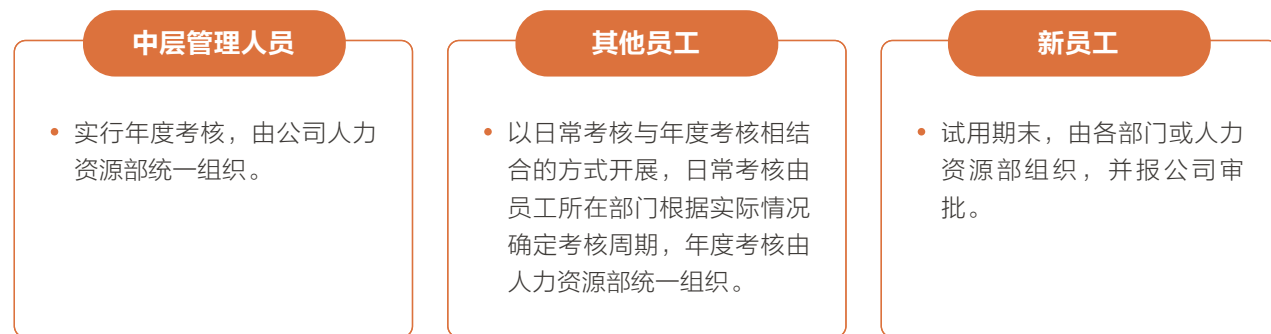 中层管理人员
• 实行年度考核，由公司人力
资源部统一组织。
其他员工
• 以日常考核与年度考核相结
合的方式开展，日常考核由
员工所在部门根据实际情况
确定考核周期，年度考核由
人力资源部统一组织。
新员工
• 试用期末，由各部门或人力
资源部组织，并报公司审
批。